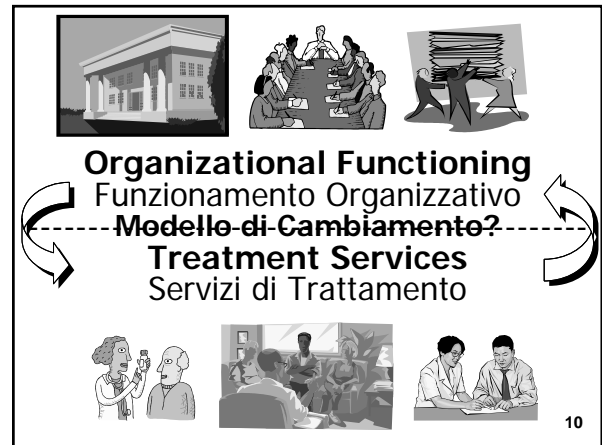 Organizational Functioning
Funzionamento Organizzativo
Modello di Cambiamento?
Treatment Services
Servizi di Trattamento
10